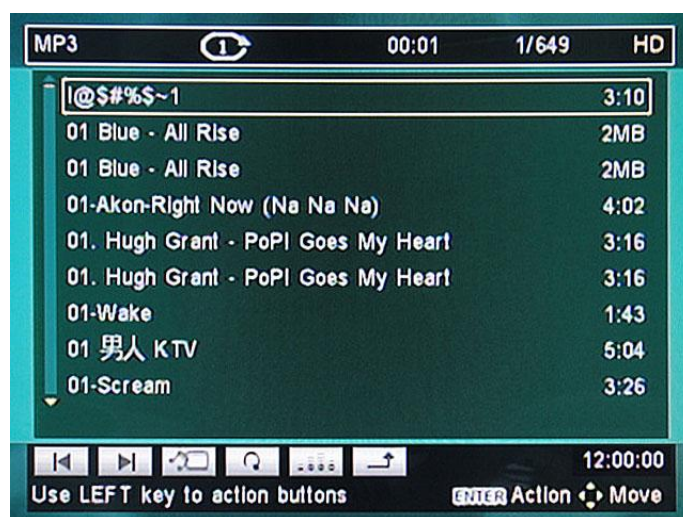 MP3 1 00:01 1/649 HD
I@$#%$~1 3:10
01 Blue - All Rise 2MB
01 Blue - All Rise 2MB
01-Akon-Right Now (Na Na Na) 4:02
01. Hugh Grant - PoP! Goes My Heart 3:16
01. Hugh Grant - PoP! Goes My Heart 3:16
01-Wake 1:43
01 男人 KTV 5:04
01-Scream 3:26
12:00:00
Use LEFT key to action buttons ENTER Action Move